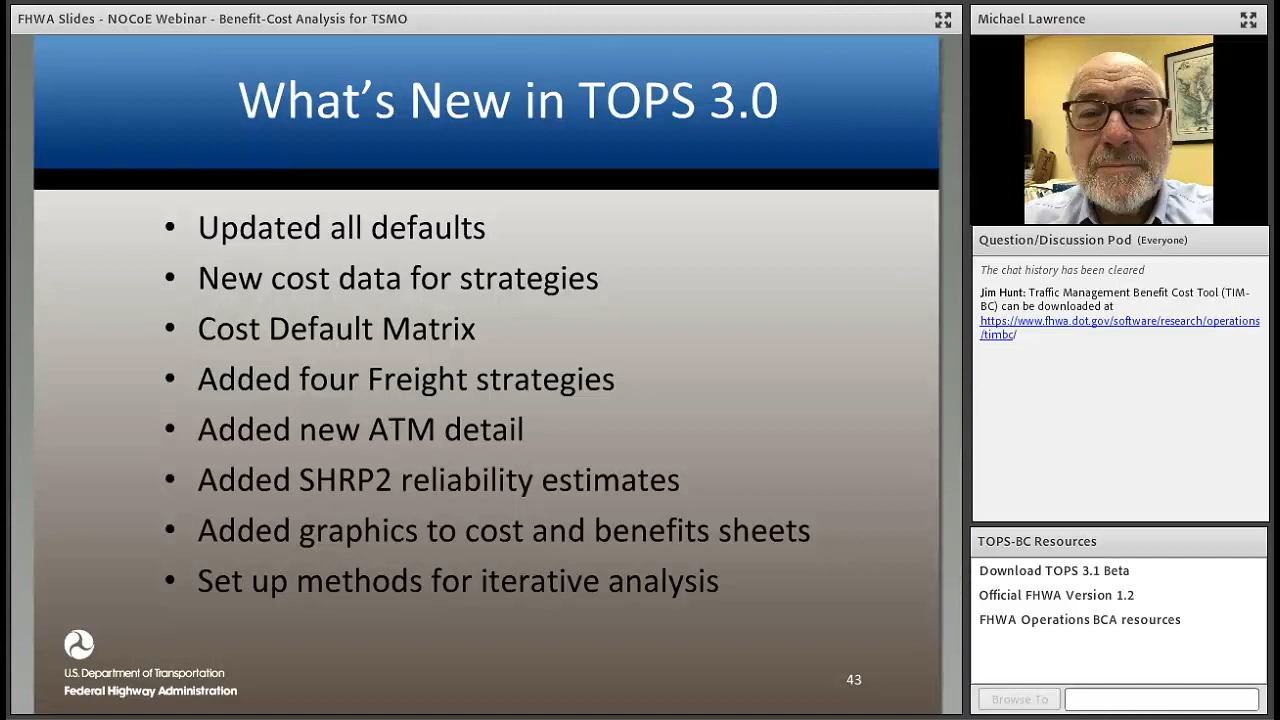 FHWA Slides - NOCoE Webinar - Benefit-Cost Analysis for TSMO
What's New in TOPS 3.0
• Updated all defaults
• New cost data for strategies
• Cost Default Matrix
• Added four Freight strategies
• Added new ATM detail
• Added SHRP2 reliability estimates
• Added graphics to cost and benefits sheets
• Set up methods for iterative analysis
U.S. Department of Transportation
Federal Highway Administration
43
Michael Lawrence
Question/Discussion Pod (Everyone)
The chat history has been cleared
Jim Hunt: Traffic Management Benefit Cost Tool (TIM-
BC) can be downloaded at
https://www.fhwa.dot.gov/software/research/operations
/timbc/
TOPS-BC Resources
Download TOPS 3.1 Beta
Official FHWA Version 1.2
FHWA Operations BCA resources
Browse To